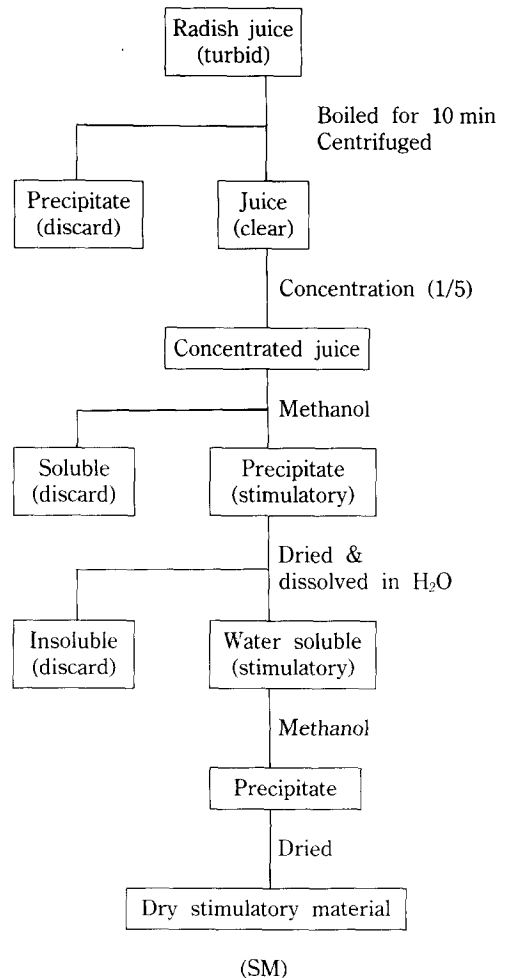 Radish juice
(turbid)
Boiled for 10 min
Centrifuged
Precipitate
(discard)
Juice
(clear)
Concentration (1/5)
Concentrated juice
Methanol
Soluble
(discard)
Precipitate
(stimulatory)
Dried &
dissolved in H₂O
Insoluble
(discard)
Water soluble
(stimulatory)
Methanol
Precipitate
Dried
Dry stimulatory material
(SM)